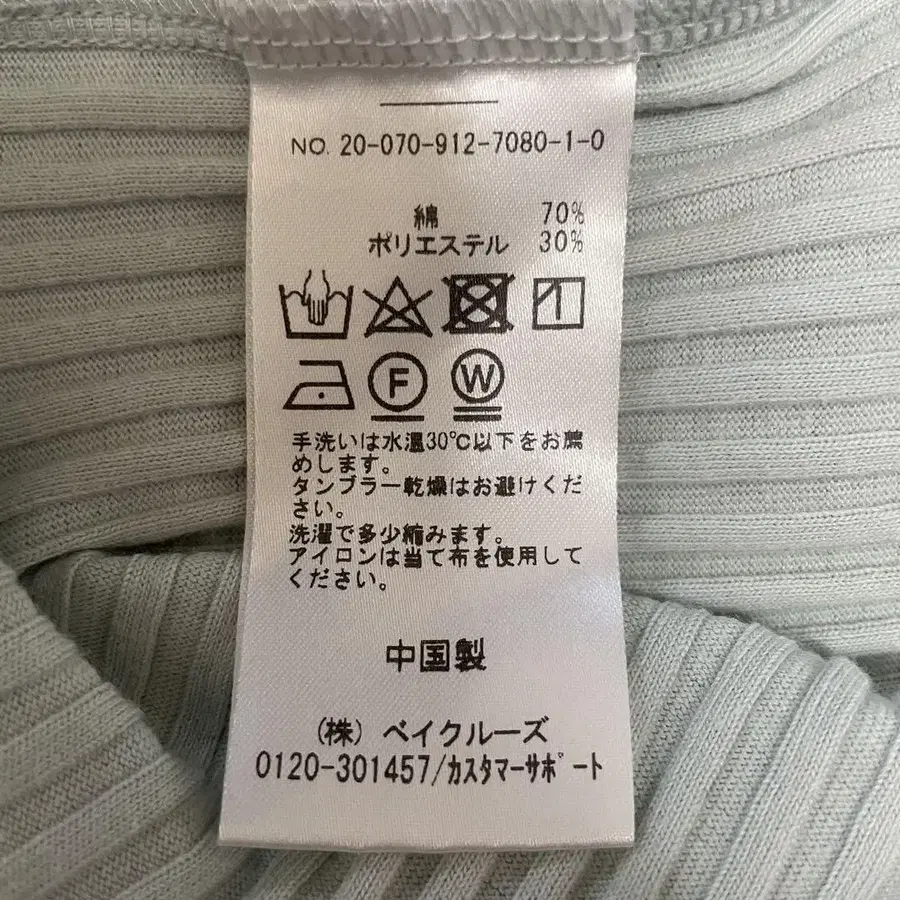 NO. 20-070-912-7080-1-0
綿 70%
ポリエステル 30%
F W
手洗いは水温30℃以下をお薦
めします。
タンブラー乾燥はお避けくだ
さい。
洗濯で多少縮みます。
アイロンは当て布を使用して
ください。
中国製
(株) ベイクルーズ
0120-301457/カスタマーサポート